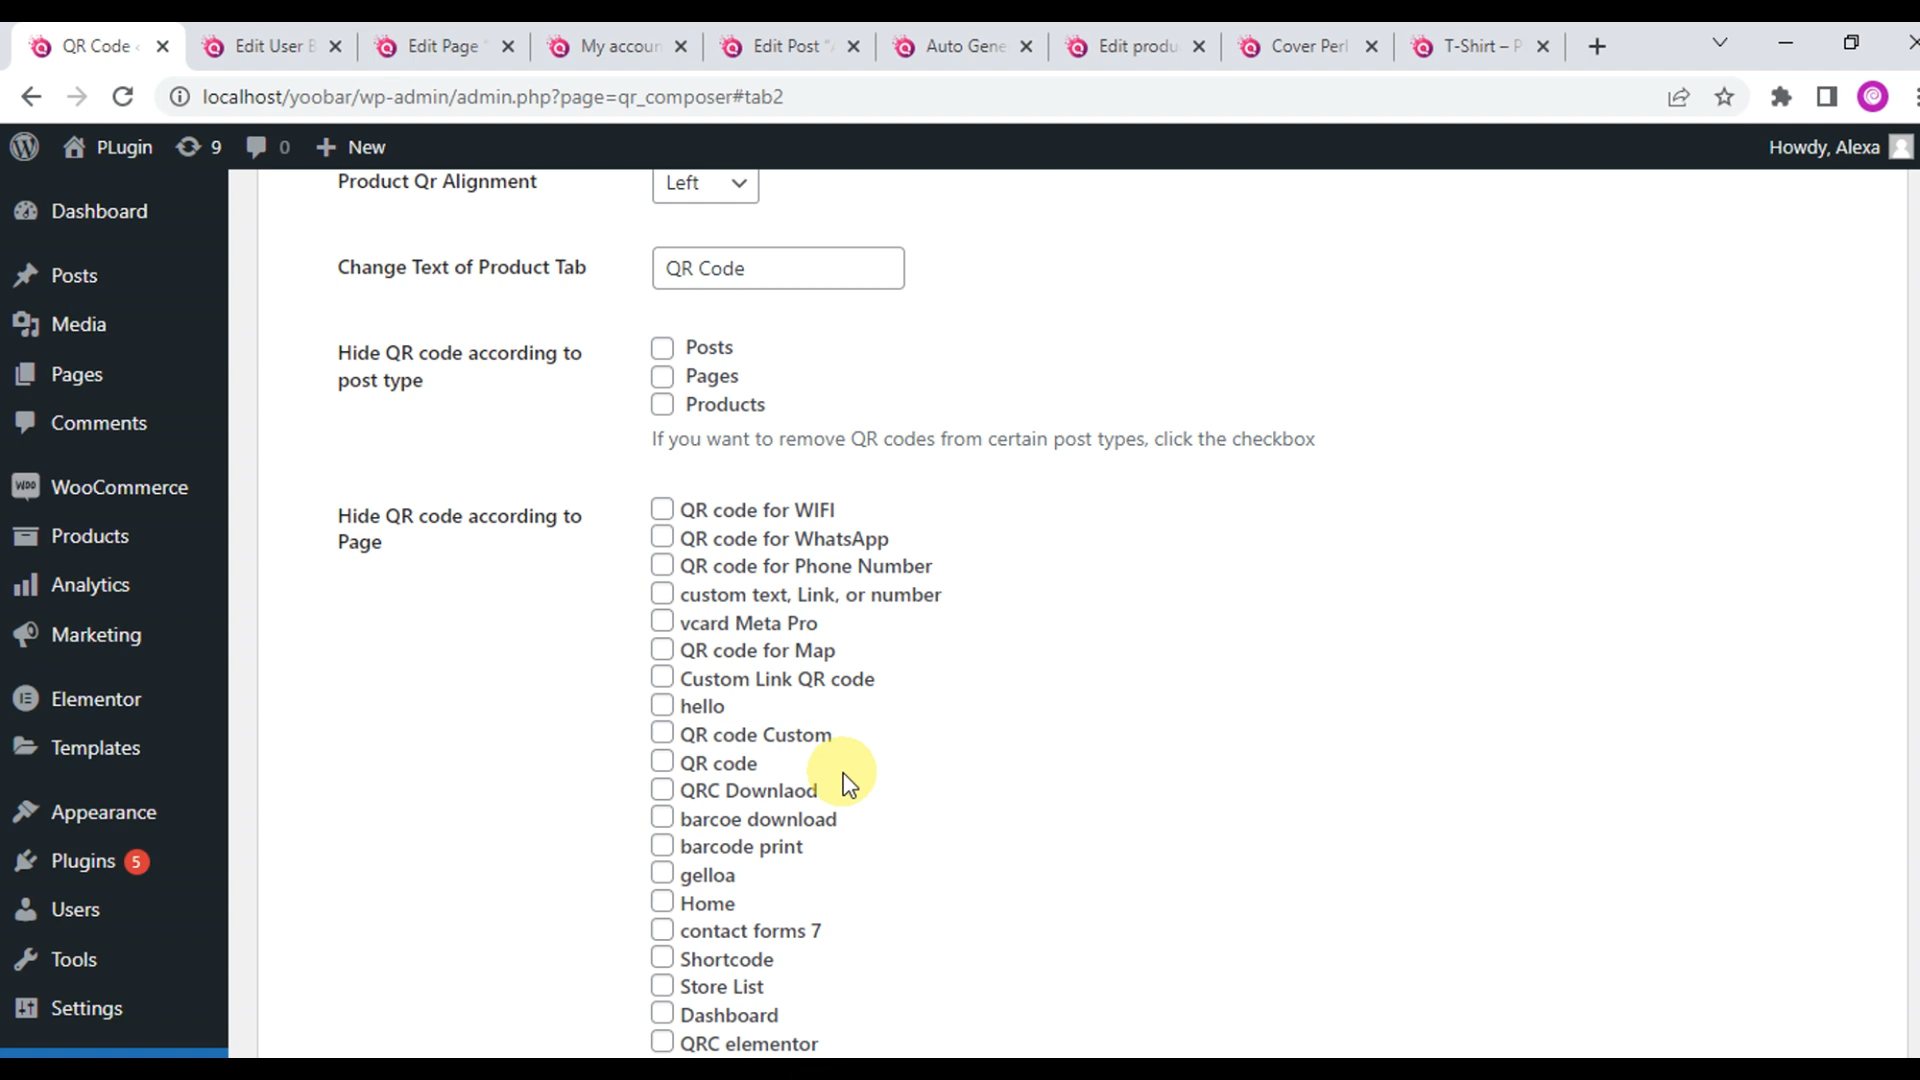 QR Code
Edit User
Edit Page
My accoun
Edit Post
Auto Gene
Edit produ
Cover Perl
T-Shirt – P
localhost/yoobar/wp-admin/admin.php?page=qr_composer#tab2
PLugin
9
0
New
Howdy, Alexa
Dashboard
Posts
Media
Pages
Comments
WooCommerce
Products
Analytics
Marketing
Elementor
Templates
Appearance
Plugins 5
Users
Tools
Settings
Product Qr Alignment
Left
Change Text of Product Tab
QR Code
Hide QR code according to
post type
Posts
Pages
Products
If you want to remove QR codes from certain post types, click the checkbox
Hide QR code according to
Page
QR code for WIFI
QR code for WhatsApp
QR code for Phone Number
custom text, Link, or number
vcard Meta Pro
QR code for Map
Custom Link QR code
hello
QR code Custom
QR code
QRC Downlaod
barcoe download
barcode print
gelloa
Home
contact forms 7
Shortcode
Store List
Dashboard
QRC elementor